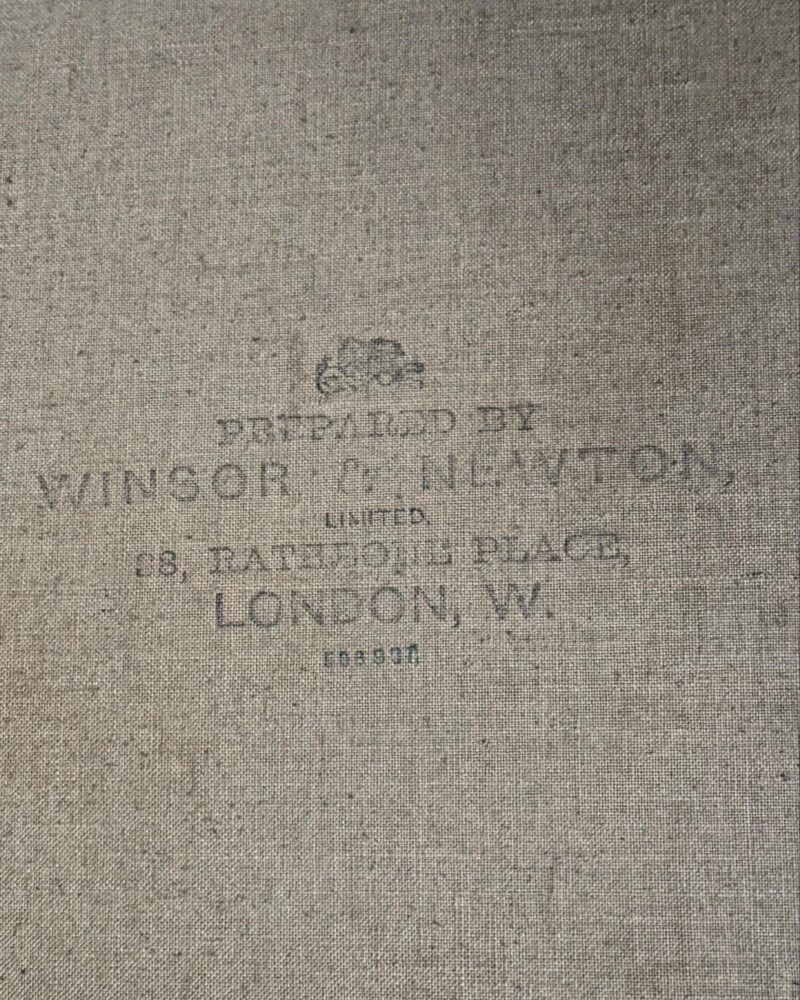 PREPARED BY
WINSOR & NEWTON,
LIMITED,
38, RATHBONE PLACE,
LONDON, W.